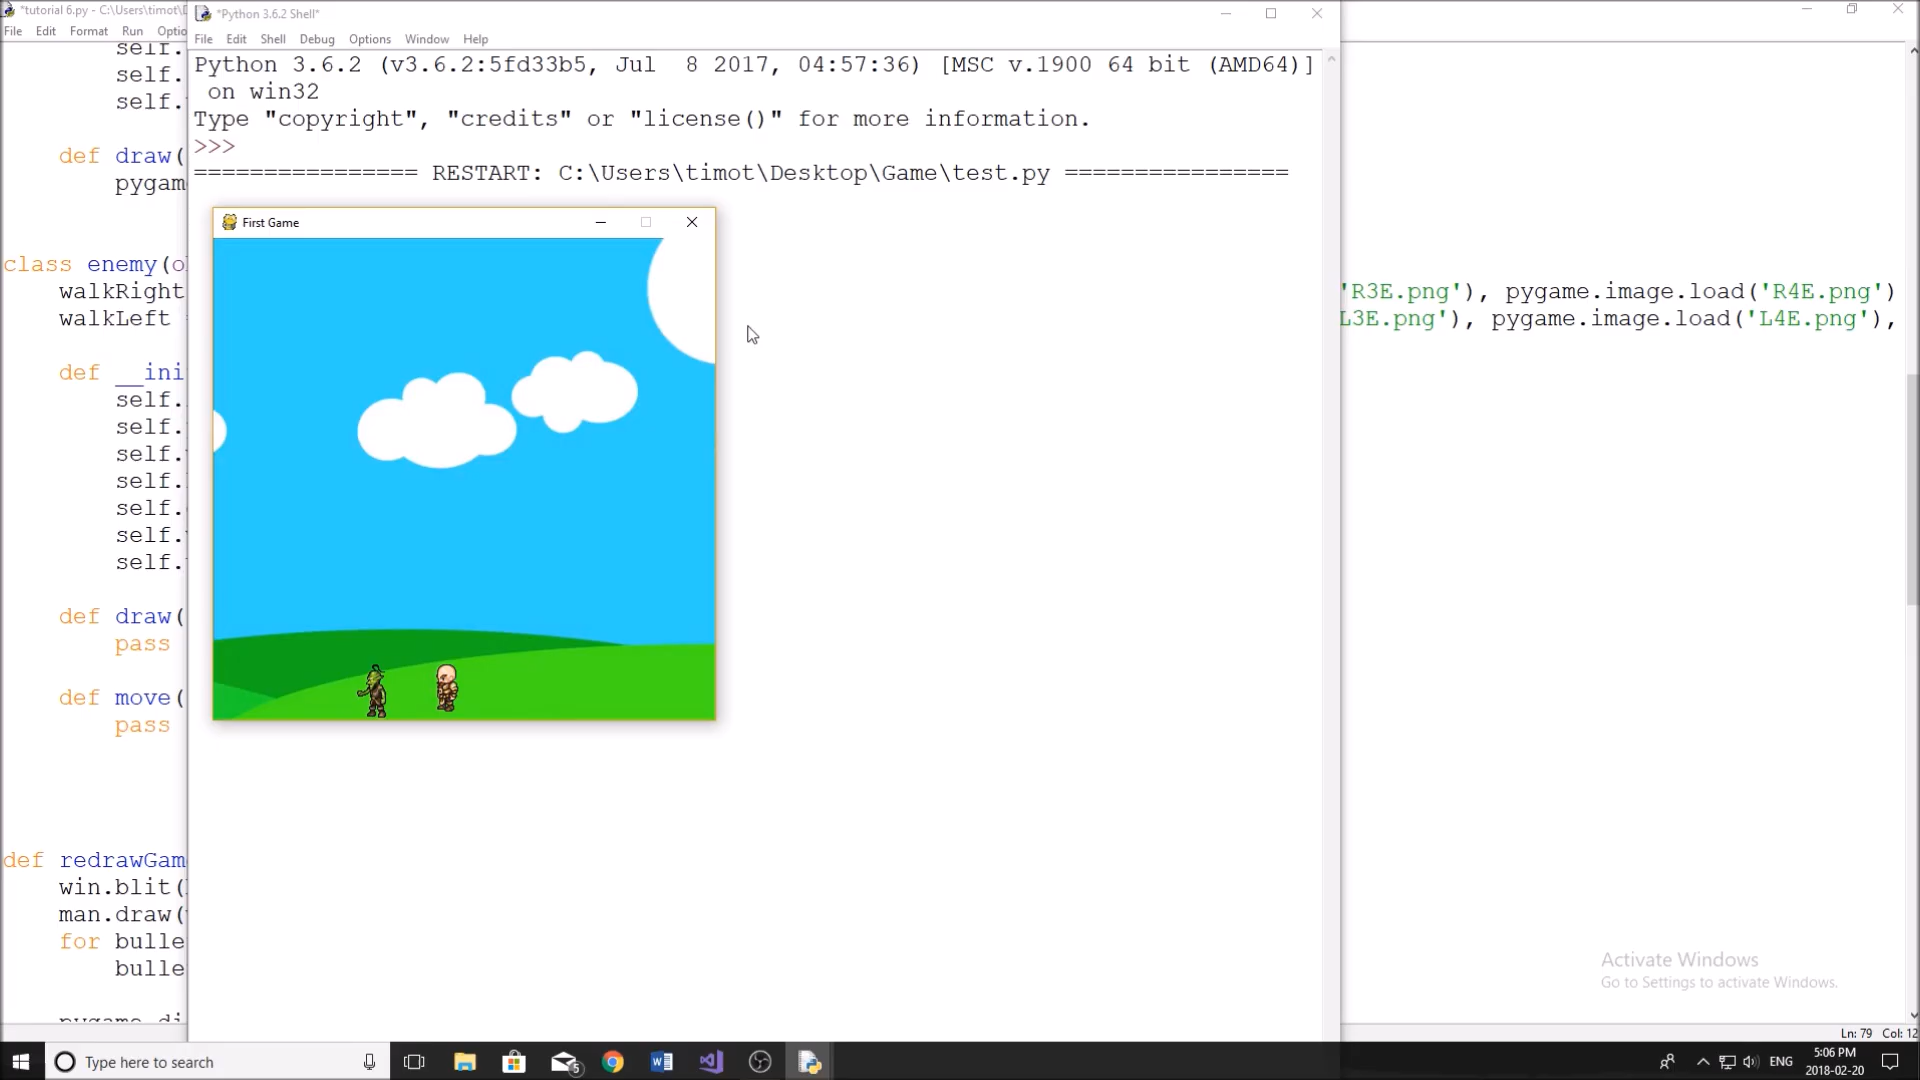 *tutorial 6.py - C:\Users\timot\D
File Edit Format Run Optio
self.
self.
self.
def draw(
pygam
class enemy(o
walkRight
walkLeft
def __ini
self.
self.
self.
self.
self.
self.
self.
def draw(
pass
def move(
pass
def redrawGam
win.blit(
man.draw(
for bulle
bulle
pygame.di
*Python 3.6.2 Shell*
File Edit Shell Debug Options Window Help
Python 3.6.2 (v3.6.2:5fd33b5, Jul  8 2017, 04:57:36) [MSC v.1900 64 bit (AMD64)]
on win32
Type "copyright", "credits" or "license()" for more information.
>>>
================ RESTART: C:\Users\timot\Desktop\Game\test.py ================
First Game
'R3E.png'), pygame.image.load('R4E.png')
L3E.png'), pygame.image.load('L4E.png'),
Activate Windows
Go to Settings to activate Windows.
Ln: 79 Col: 12
Type here to search
5
ENG
5:06 PM
2018-02-20